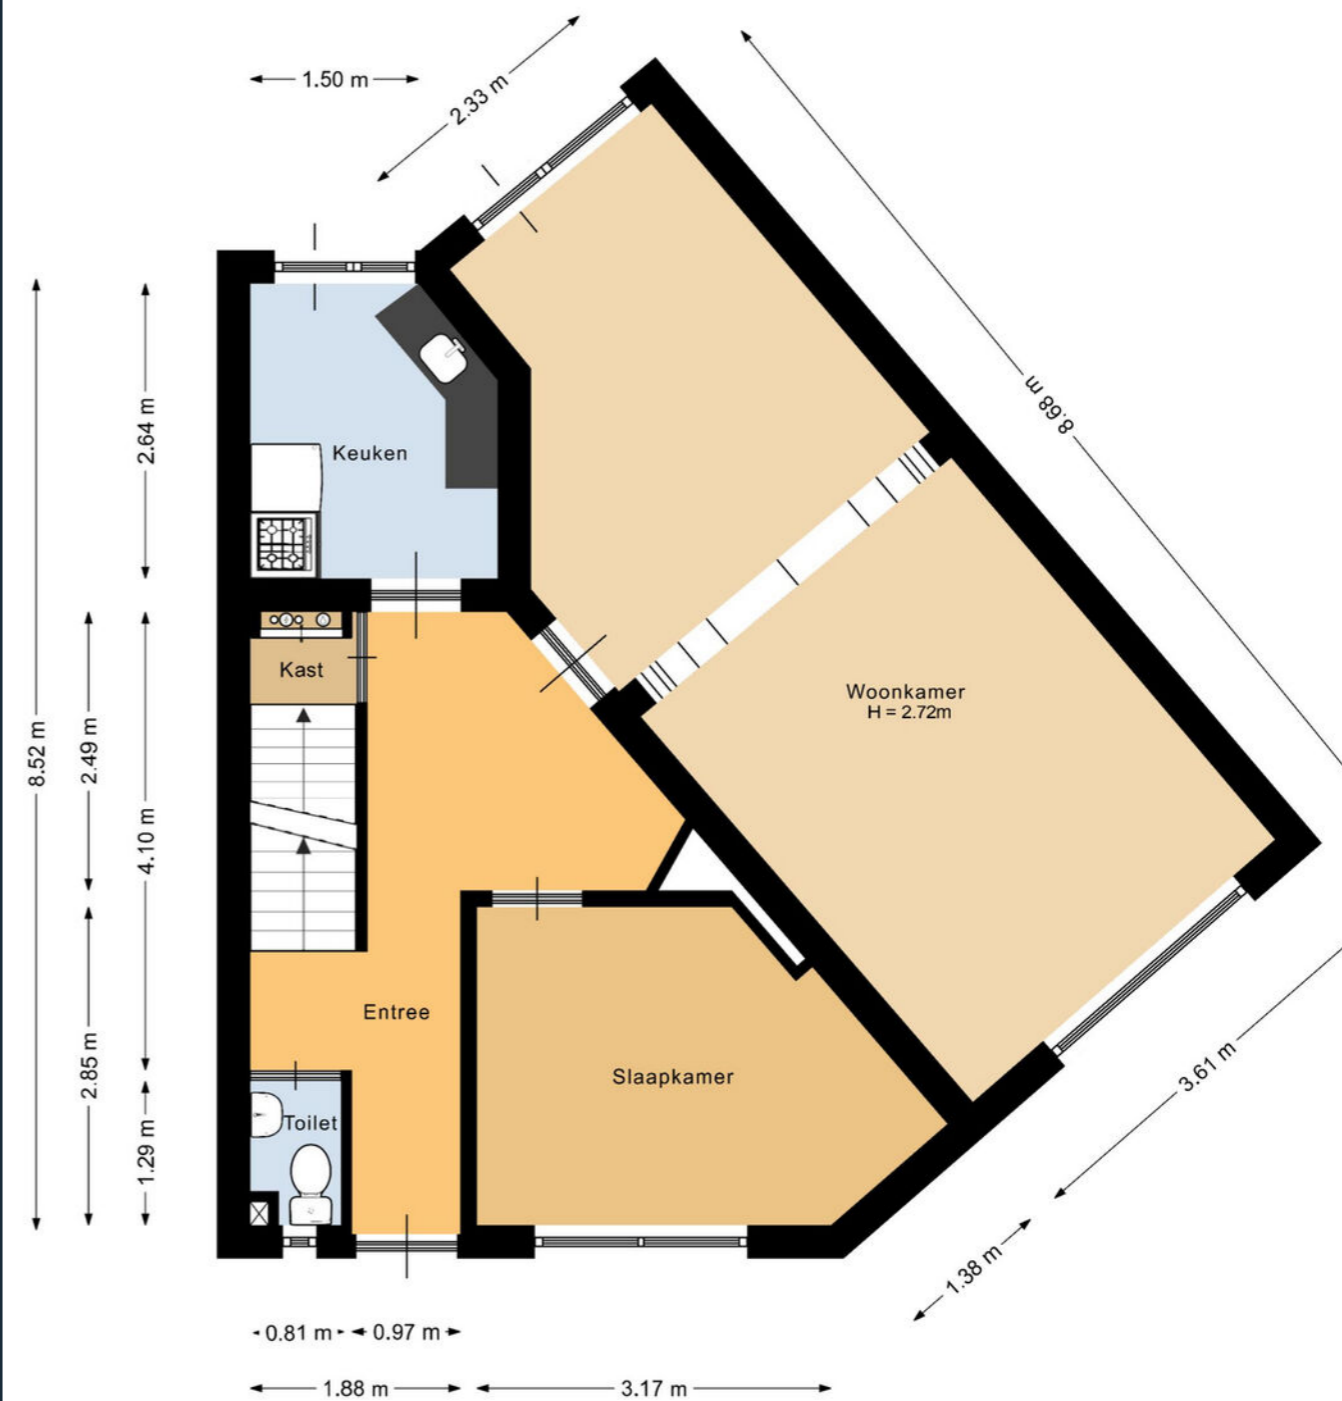 1.50 m
2.33 m
8.68 m
2.64 m
Keuken
Kast
Woonkamer
H = 2.72m
8.52 m
2.49 m
4.10 m
Entree
2.85 m
Slaapkamer
3.61 m
Toilet
1.29 m
1.38 m
0.81 m
0.97 m
1.88 m
3.17 m